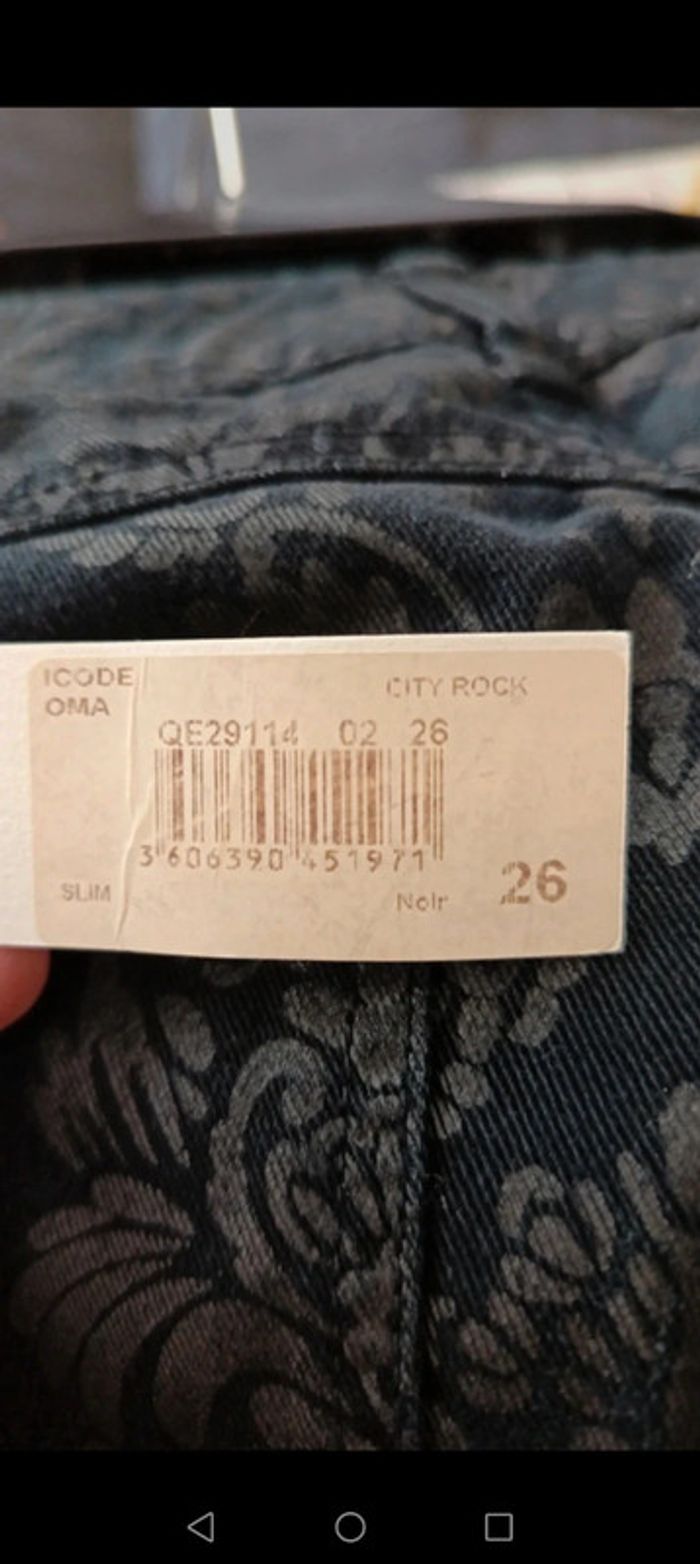 ICODE
OMA
CITY ROCK
QE29114 02 26
3 606390 451971
SLIM
Noir
26